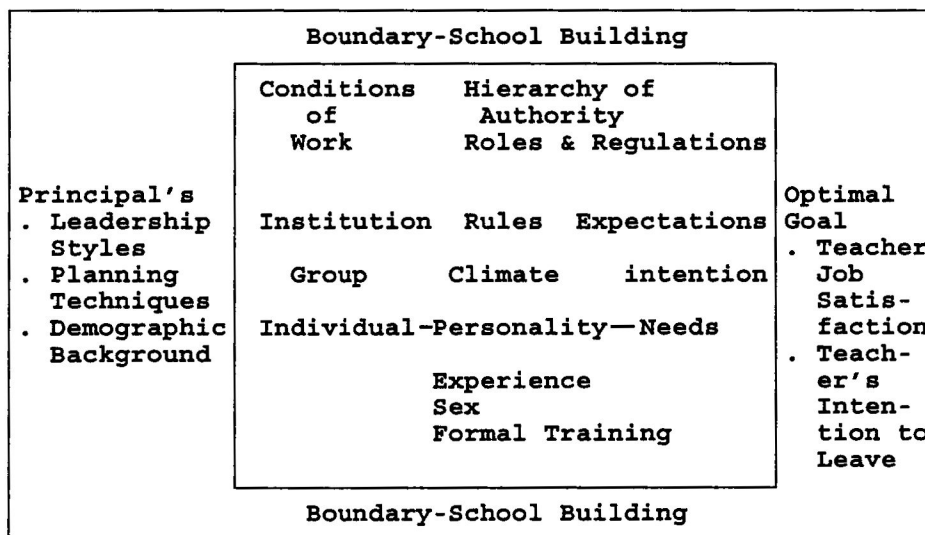 Boundary-School Building
Conditions Hierarchy of
of Authority
Work Roles & Regulations
Principal's
. Leadership
Styles
. Planning
Techniques
. Demographic
Background
Institution Rules Expectations
Group Climate intention
Individual-Personality—Needs
Experience
Sex
Formal Training
Optimal
Goal
. Teacher
Job
Satis-
faction
. Teach-
er's
Inten-
tion to
Leave
Boundary-School Building